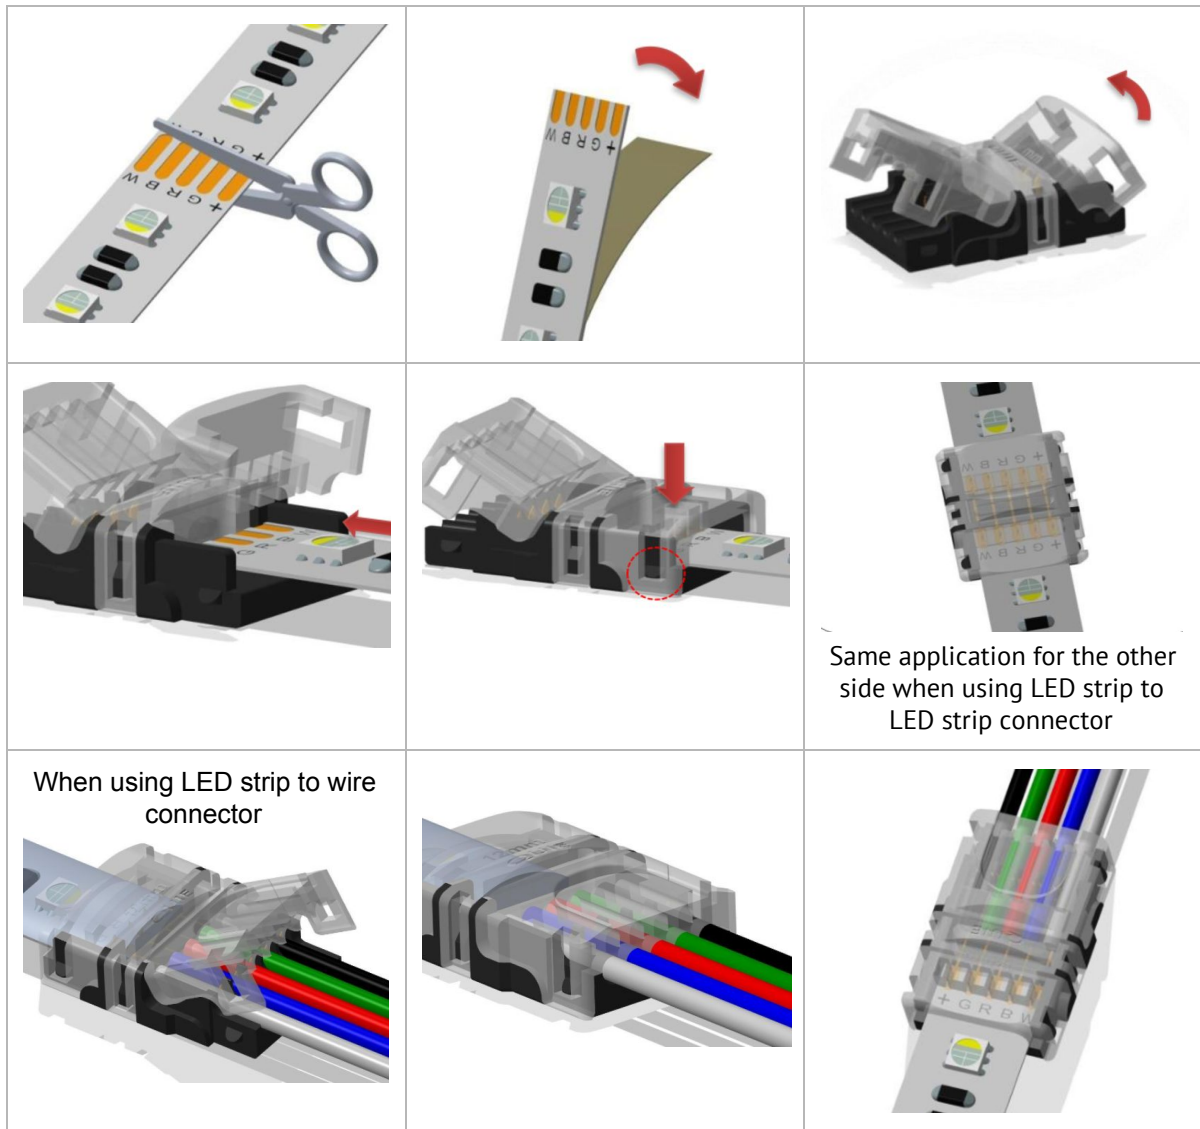 W B R G +
W B R G +
G R B W
B
W B R G +
W B R G +
Same application for the other
side when using LED strip to
LED strip connector
When using LED strip to wire
connector
12mm
+ G R B W